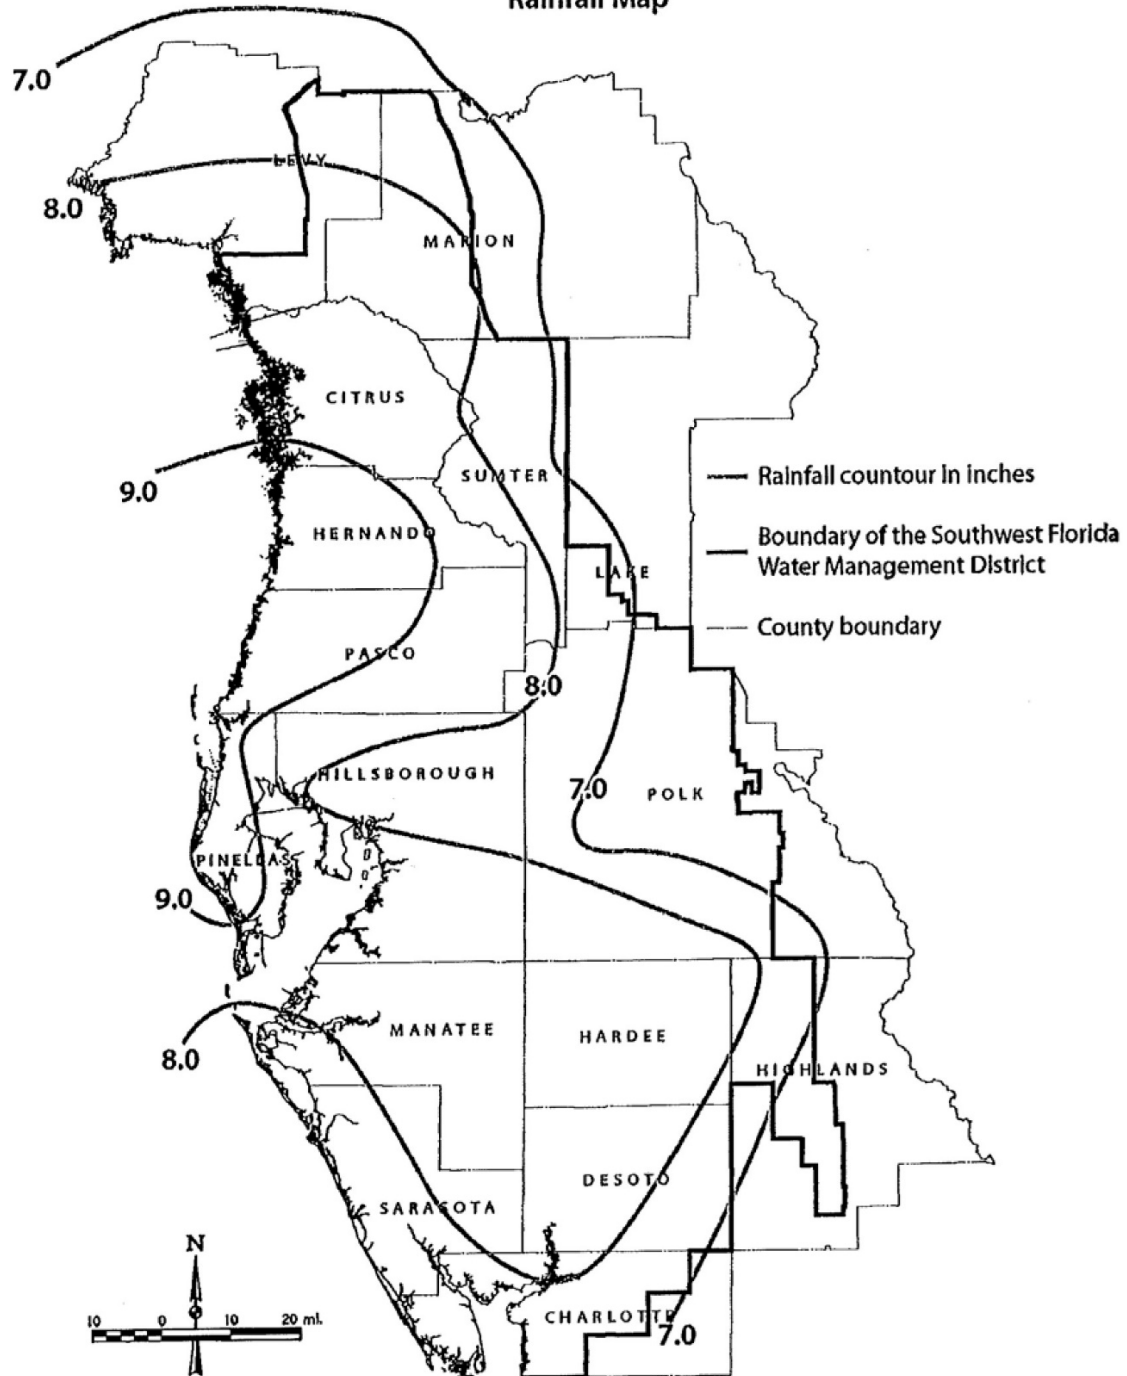 Rainfall Map
7.0
LEVY
8.0
MARION
CITRUS
9.0
SUMTER
Rainfall countour in inches
HERNANDO
Boundary of the Southwest Florida
Water Management District
LAKE
County boundary
PASCO
8.0
HILLSBOROUGH
7.0
POLK
PINELLAS
9.0
MANATEE
HARDEE
8.0
HIGHLANDS
DESOTO
SARASOTA
N
CHARLOTTE
10 0 10 20 mi.
7.0